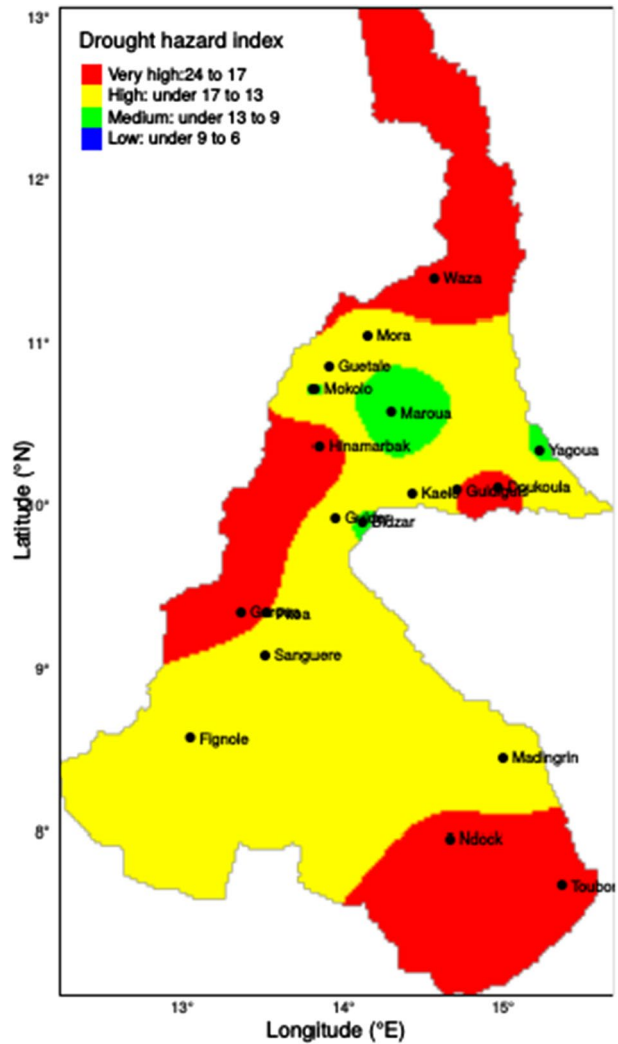 13°
Drought hazard index
Very high:24 to 17
High: under 17 to 13
Medium: under 13 to 9
Low: under 9 to 6
12°
Waza
11°
Mora
Guetale
Mokolo
Maroua
Hinamarbak
Yagoua
Kaele
Doukoula
10°
Bidzar
Latitude (°N)
9°
Sanguere
Fignole
Madingrin
8°
Ndock
Toubor
13°
14°
15°
Longitude (°E)